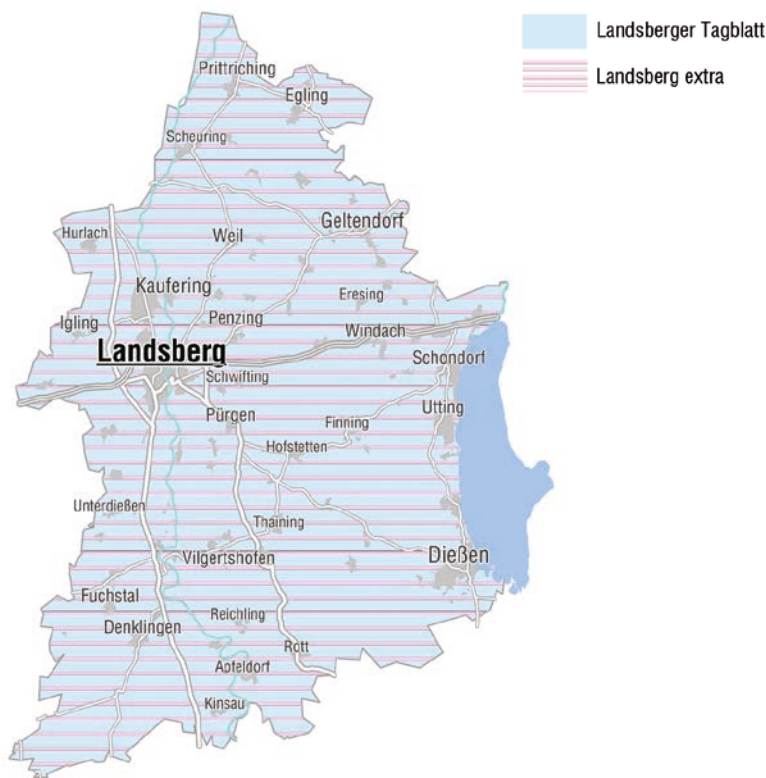 Landsberger Tagblatt
Landsberg extra
Prittriching
Egling
Scheuring
Geltendorf
Hurlach
Weil
Kaufering
Eresing
Igling
Penzing
Windach
Landsberg
Schondorf
Schwifting
Utting
Pürgen
Finning
Hofstetten
Unterdießen
Thaining
Dießen
Vilgertshofen
Fuchstal
Reichling
Denklingen
Rott
Apfeldorf
Kinsau